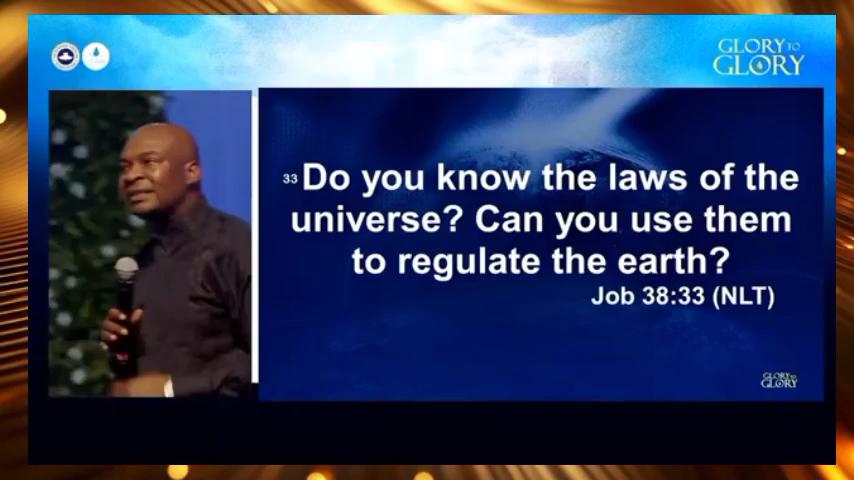 GLORY TO
GLORY
33 Do you know the laws of the
universe? Can you use them
to regulate the earth?
Job 38:33 (NLT)
GLORY TO
GLORY